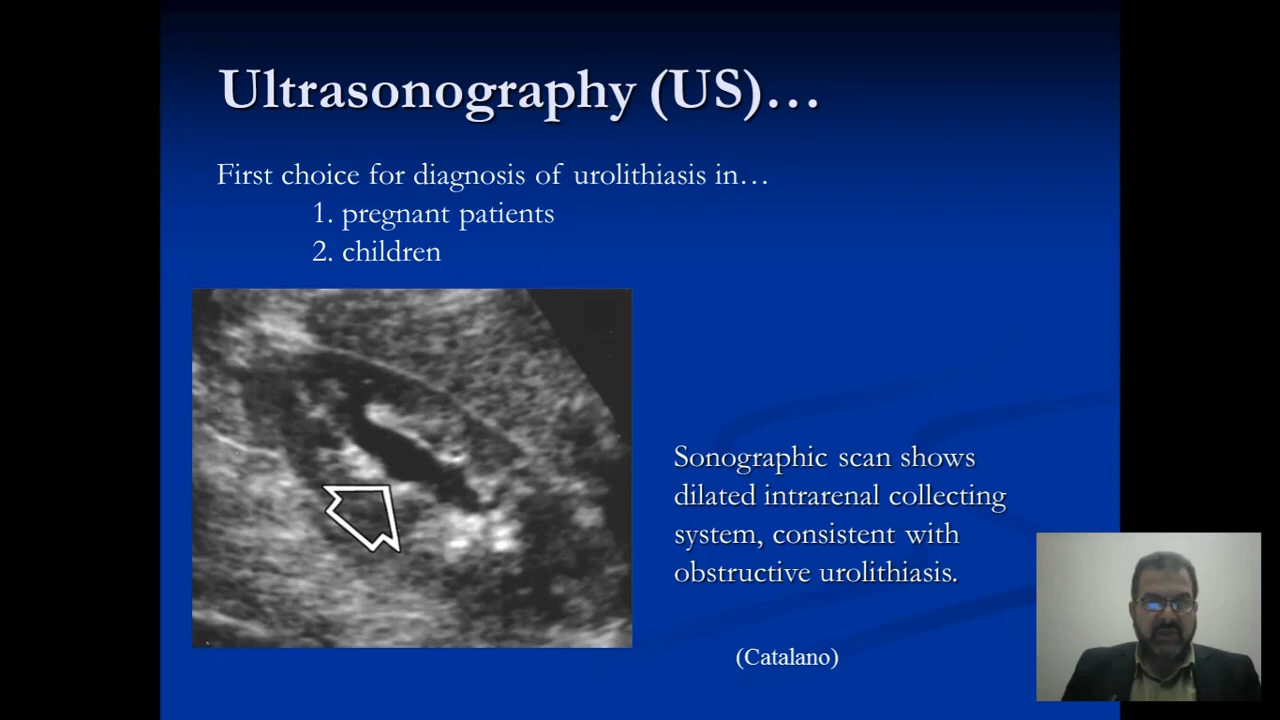 Ultrasonography (US)…
First choice for diagnosis of urolithiasis in…
1. pregnant patients
2. children
Sonographic scan shows
dilated intrarenal collecting
system, consistent with
obstructive urolithiasis.
(Catalano)